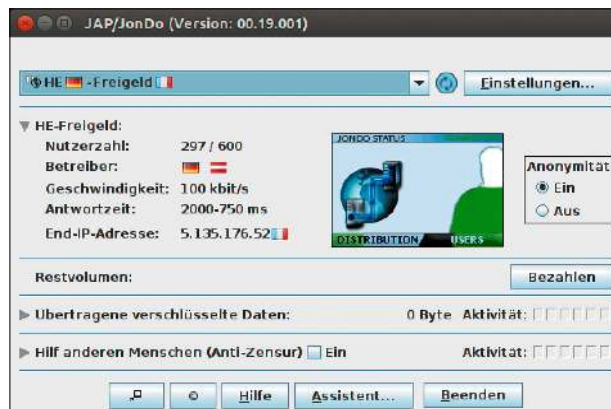 JAP/JonDo (Version: 00.19.001)
HE-Freigeld
Einstellungen...
HE-Freigeld:
Nutzerzahl: 297 / 600
Betreiber:
Geschwindigkeit: 100 kbit/s
Antwortzeit: 2000-750 ms
End-IP-Adresse: 5.135.176.52
JONDO STATUS
DISTRIBUTION USERS
Anonymität
Ein
Aus
Restvolumen: Bezahlen
Übertragene verschlüsselte Daten: 0 Byte Aktivität:
Hilf anderen Menschen (Anti-Zensur) Ein Aktivität:
© Hilfe Assistent... Beenden